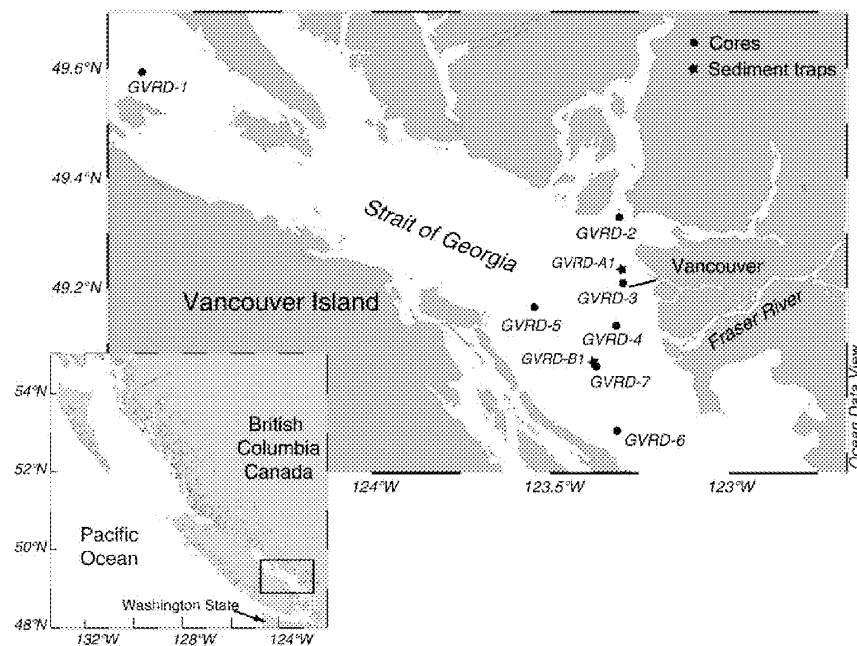 Cores
Sediment traps
49.6°N
49.4°N
49.2°N
GVRD-1
Strait of Georgia
GVRD-2
GVRD-A1
Vancouver
GVRD-3
Vancouver Island
GVRD-5
GVRD-4
Fraser River
GVRD-B1
GVRD-7
GVRD-6
Ocean Data View
124°W
123.5°W
123°W
54°N
52°N
50°N
48°N
British
Columbia
Canada
Pacific
Ocean
Washington State
132°W
128°W
124°W